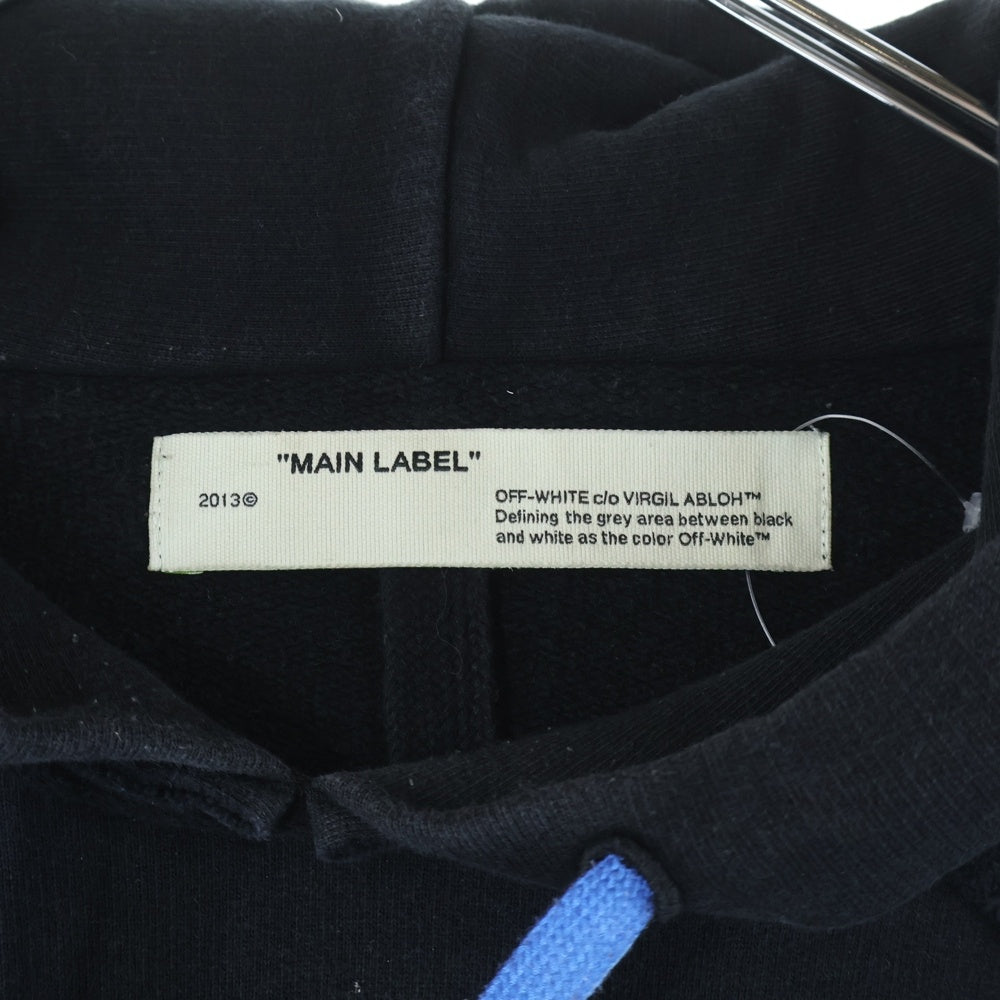 "MAIN LABEL"
2013©
OFF-WHITE c/o VIRGIL ABLOH™
Defining the grey area between black
and white as the color Off-White™